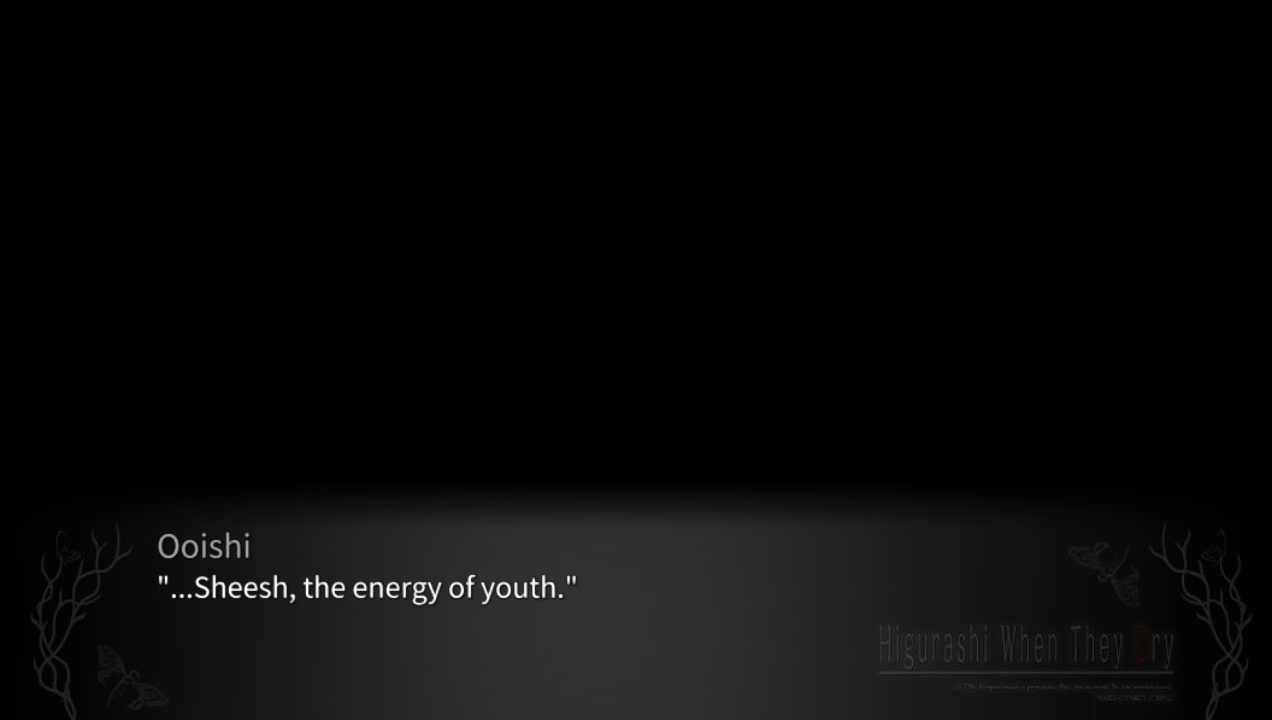 Ooishi
"...Sheesh, the energy of youth."
Higurashi When They Cry